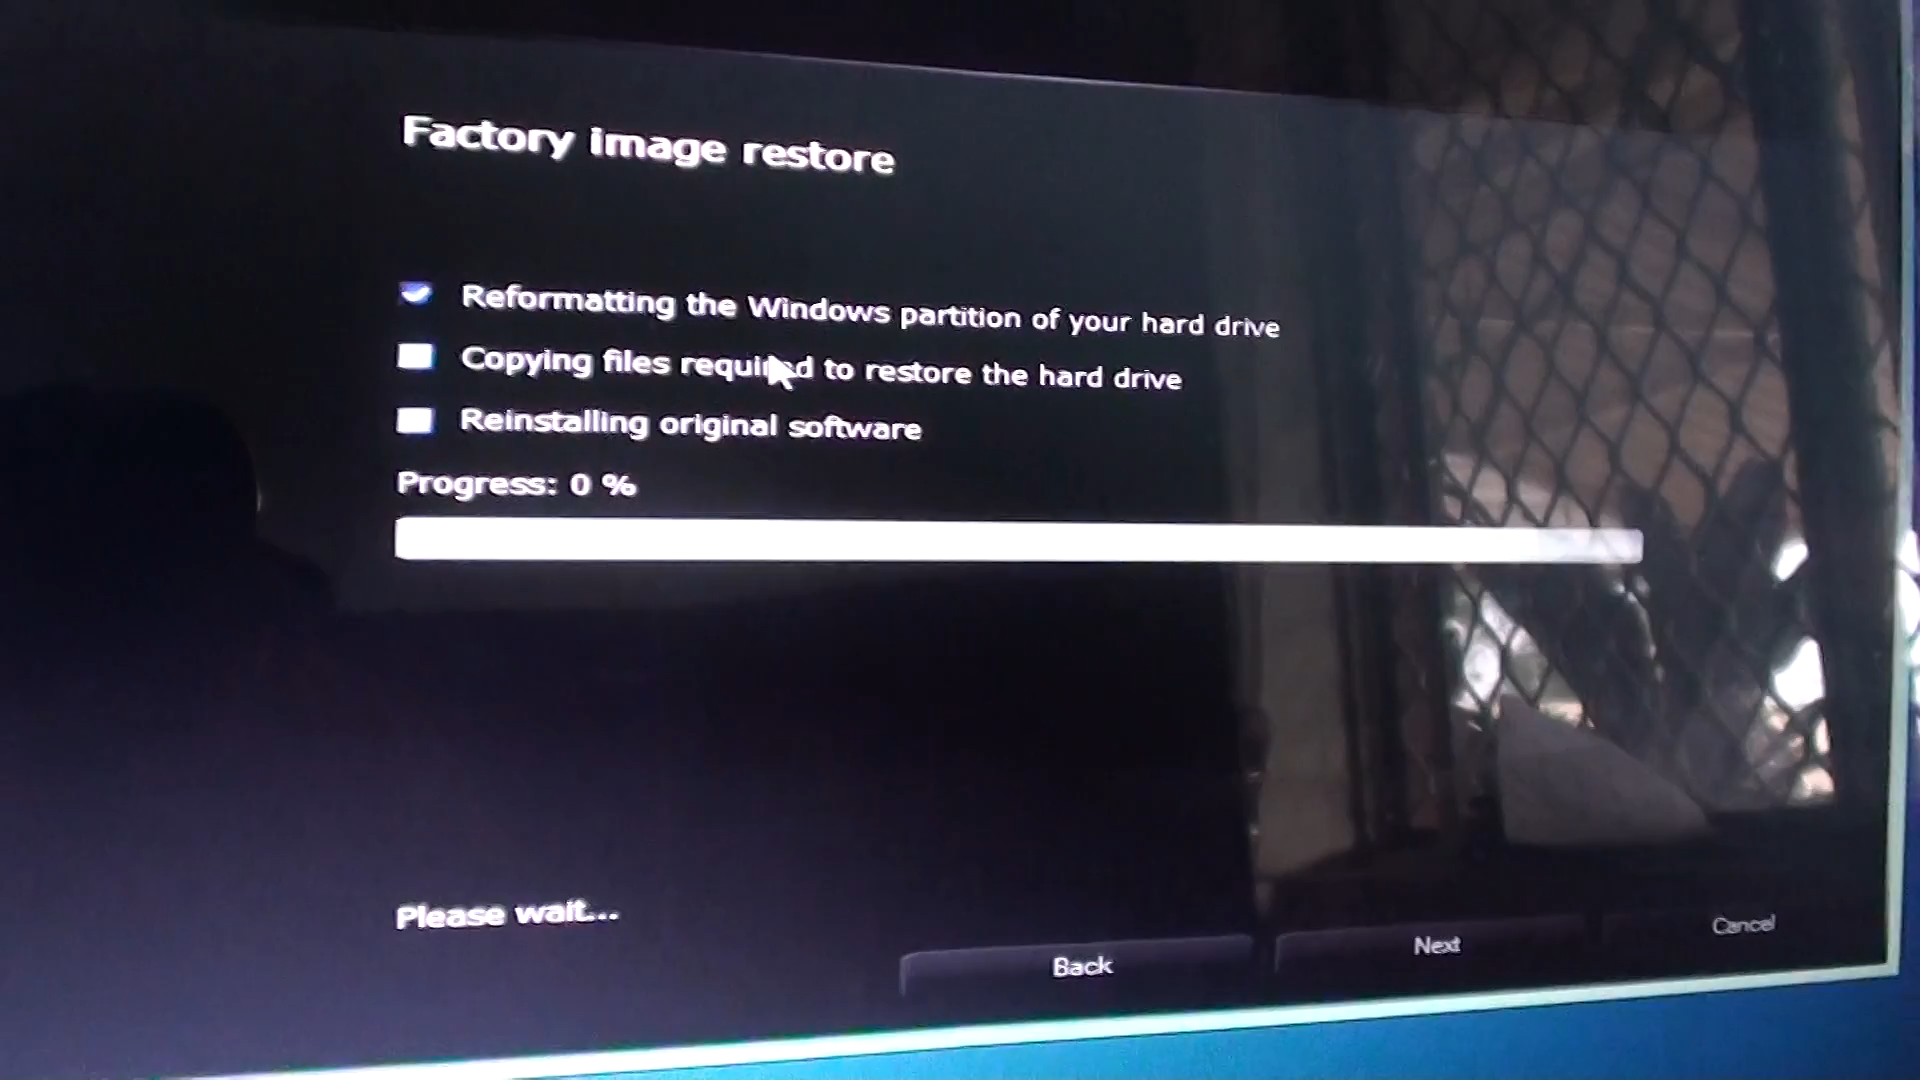 Factory image restore
Reformatting the Windows partition of your hard drive
Copying files required to restore the hard drive
Reinstalling original software
Progress: 0 %
Please wait...
Back
Next
Cancel